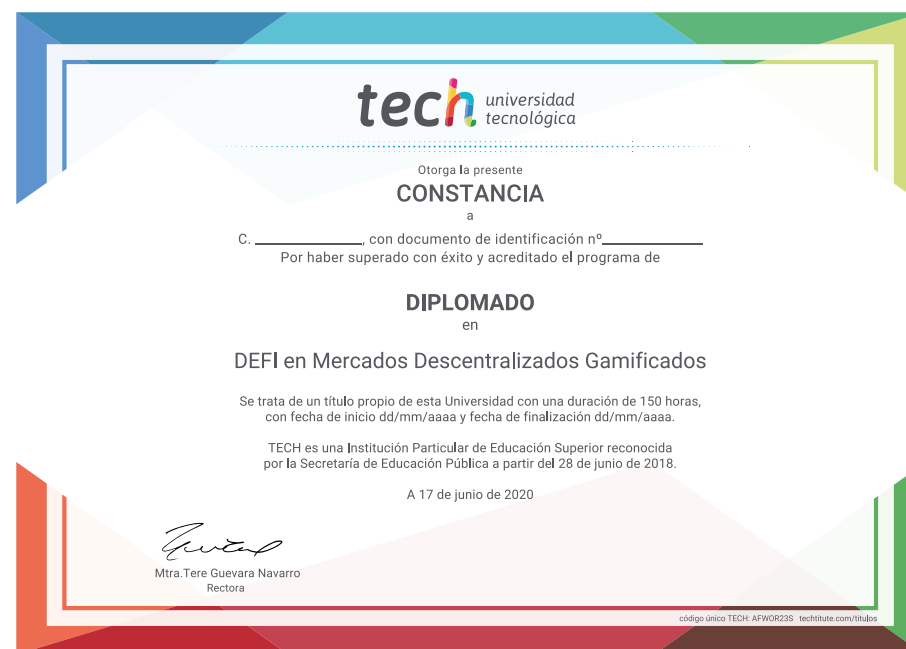 tech universidad
tecnológica
Otorga la presente
CONSTANCIA
a
C. ____________, con documento de identificación nº____________
Por haber superado con éxito y acreditado el programa de
DIPLOMADO
en
DEFI en Mercados Descentralizados Gamificados
Se trata de un título propio de esta Universidad con una duración de 150 horas,
con fecha de inicio dd/mm/aaaa y fecha de finalización dd/mm/aaaa.
TECH es una Institución Particular de Educación Superior reconocida
por la Secretaría de Educación Pública a partir del 28 de junio de 2018.
A 17 de junio de 2020
Mtra.Tere Guevara Navarro
Rectora
código único TECH: AFWOR23S techtitute.com/titulos